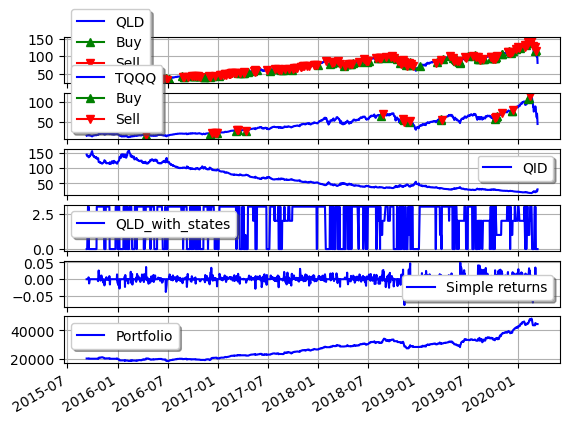 QLD
Buy
Sell
150
100
50
TQQQ
Buy
Sell
100
50
QID
150
100
50
QLD_with_states
2.5
0.0
Simple returns
0.05
0.00
−0.05
Portfolio
40000
20000
2015-07 2016-01 2016-07 2017-01 2017-07 2018-01 2018-07 2019-01 2019-07 2020-01